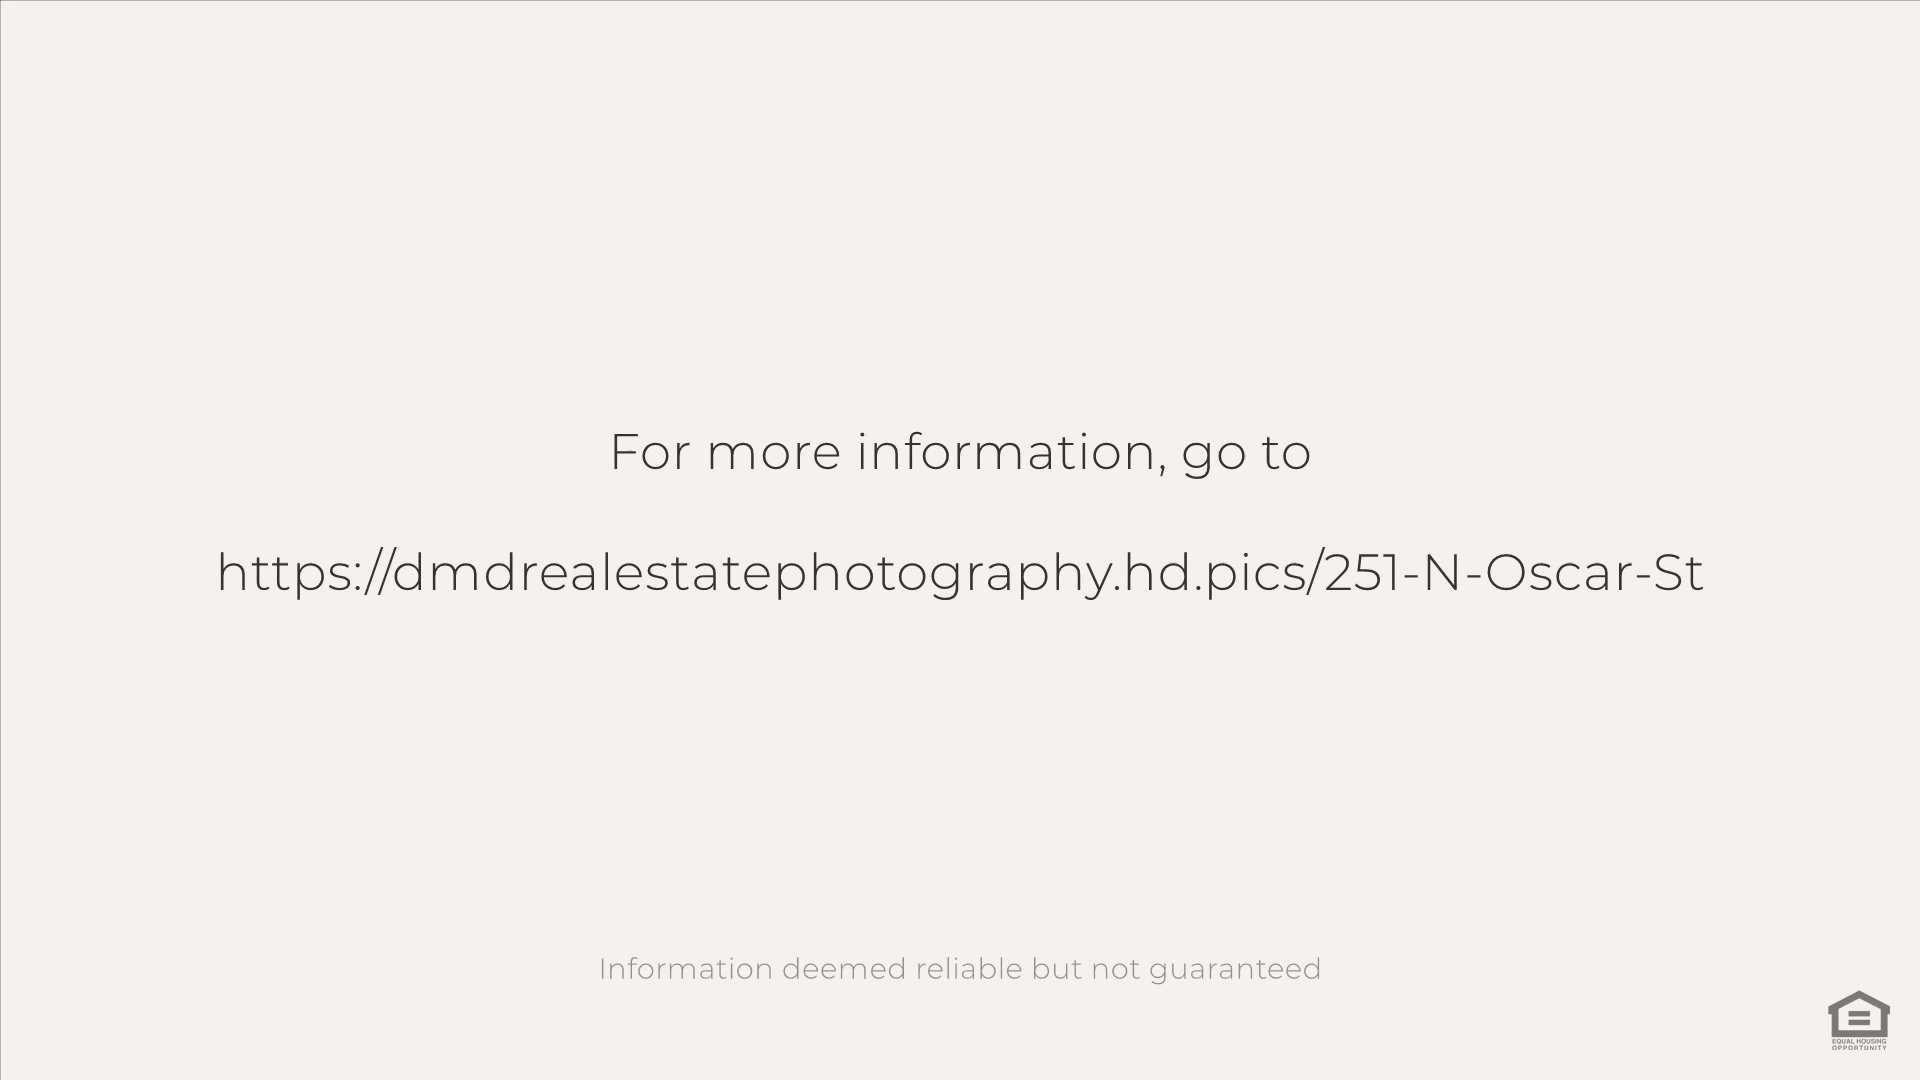 For more information, go to
https://dmdrealestatephotography.hd.pics/251-N-Oscar-St
Information deemed reliable but not guaranteed
EQUAL HOUSING
OPPORTUNITY